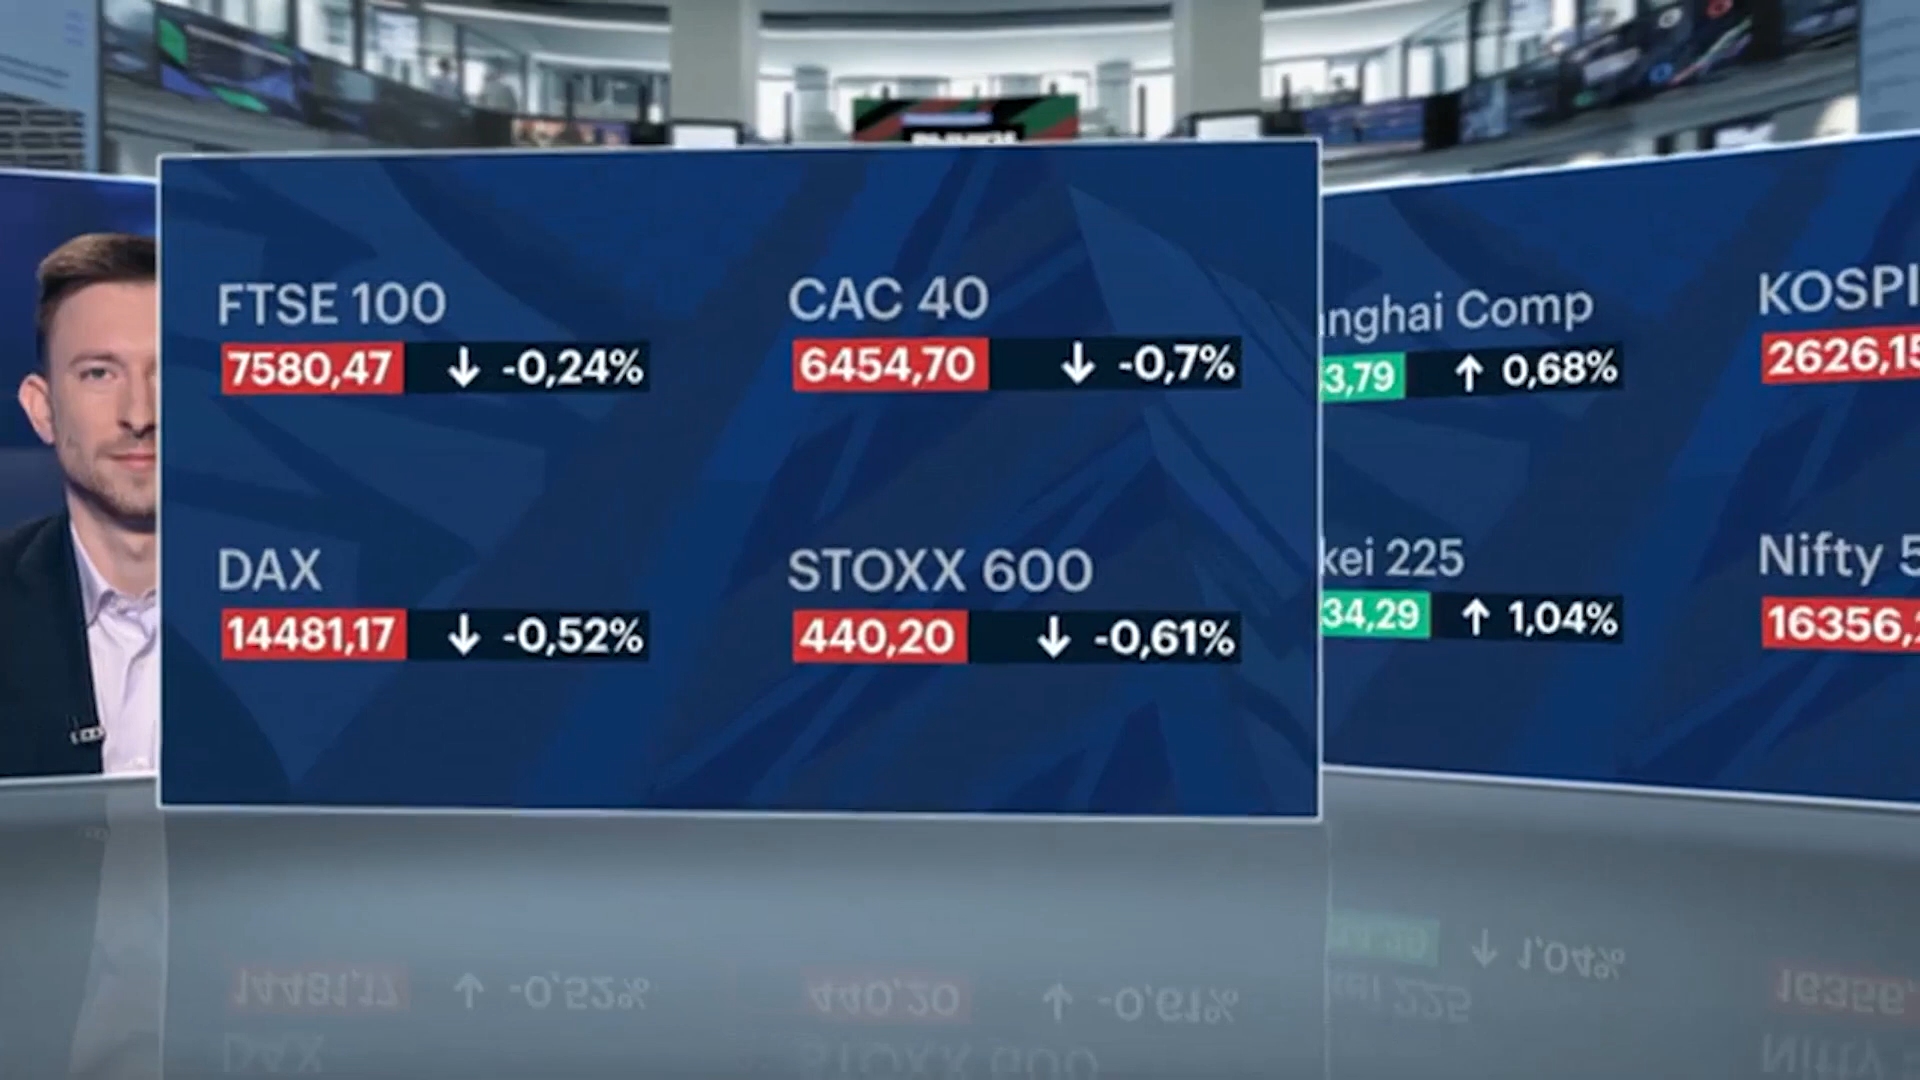 FTSE 100
7580,47 ↓ -0,24%
CAC 40
6454,70 ↓ -0,7%
DAX
14481,17 ↓ -0,52%
STOXX 600
440,20 ↓ -0,61%
Comp
3,79 ↑ 0,68%
KOSPI
2626,15
kei 225
34,29 ↑ 1,04%
Nifty 5
16356,